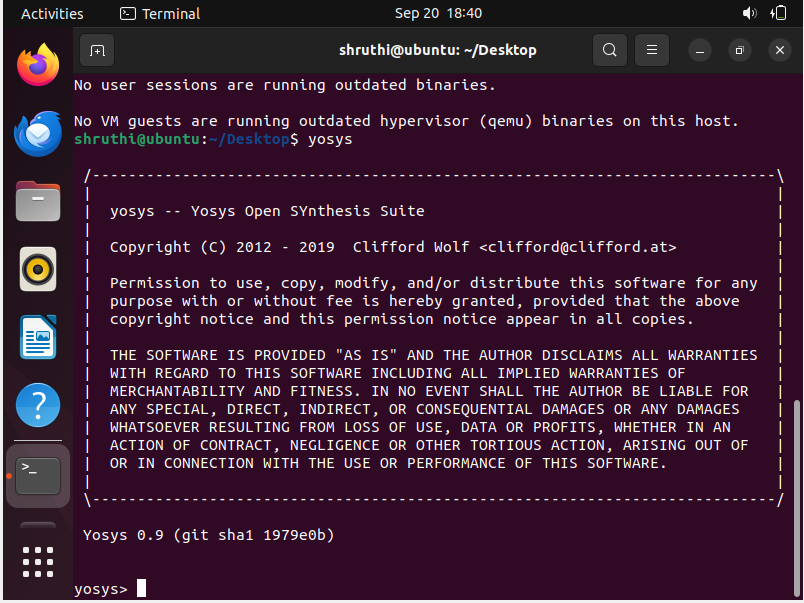 Activities Terminal Sep 20 18:40
shruthi@ubuntu: ~/Desktop
No user sessions are running outdated binaries.
No VM guests are running outdated hypervisor (qemu) binaries on this host.
shruthi@ubuntu:~/Desktop$ yosys
/----------------------------------------------------------------------------\
|                                                                            |
|  yosys -- Yosys Open SYnthesis Suite                                       |
|                                                                            |
|  Copyright (C) 2012 - 2019  Clifford Wolf <clifford@clifford.at>           |
|                                                                            |
|  Permission to use, copy, modify, and/or distribute this software for any  |
|  purpose with or without fee is hereby granted, provided that the above    |
|  copyright notice and this permission notice appear in all copies.         |
|                                                                            |
|  THE SOFTWARE IS PROVIDED "AS IS" AND THE AUTHOR DISCLAIMS ALL WARRANTIES  |
|  WITH REGARD TO THIS SOFTWARE INCLUDING ALL IMPLIED WARRANTIES OF          |
|  MERCHANTABILITY AND FITNESS. IN NO EVENT SHALL THE AUTHOR BE LIABLE FOR   |
|  ANY SPECIAL, DIRECT, INDIRECT, OR CONSEQUENTIAL DAMAGES OR ANY DAMAGES    |
|  WHATSOEVER RESULTING FROM LOSS OF USE, DATA OR PROFITS, WHETHER IN AN     |
|  ACTION OF CONTRACT, NEGLIGENCE OR OTHER TORTIOUS ACTION, ARISING OUT OF   |
|  OR IN CONNECTION WITH THE USE OR PERFORMANCE OF THIS SOFTWARE.            |
|                                                                            |
\----------------------------------------------------------------------------/
Yosys 0.9 (git sha1 1979e0b)
yosys>